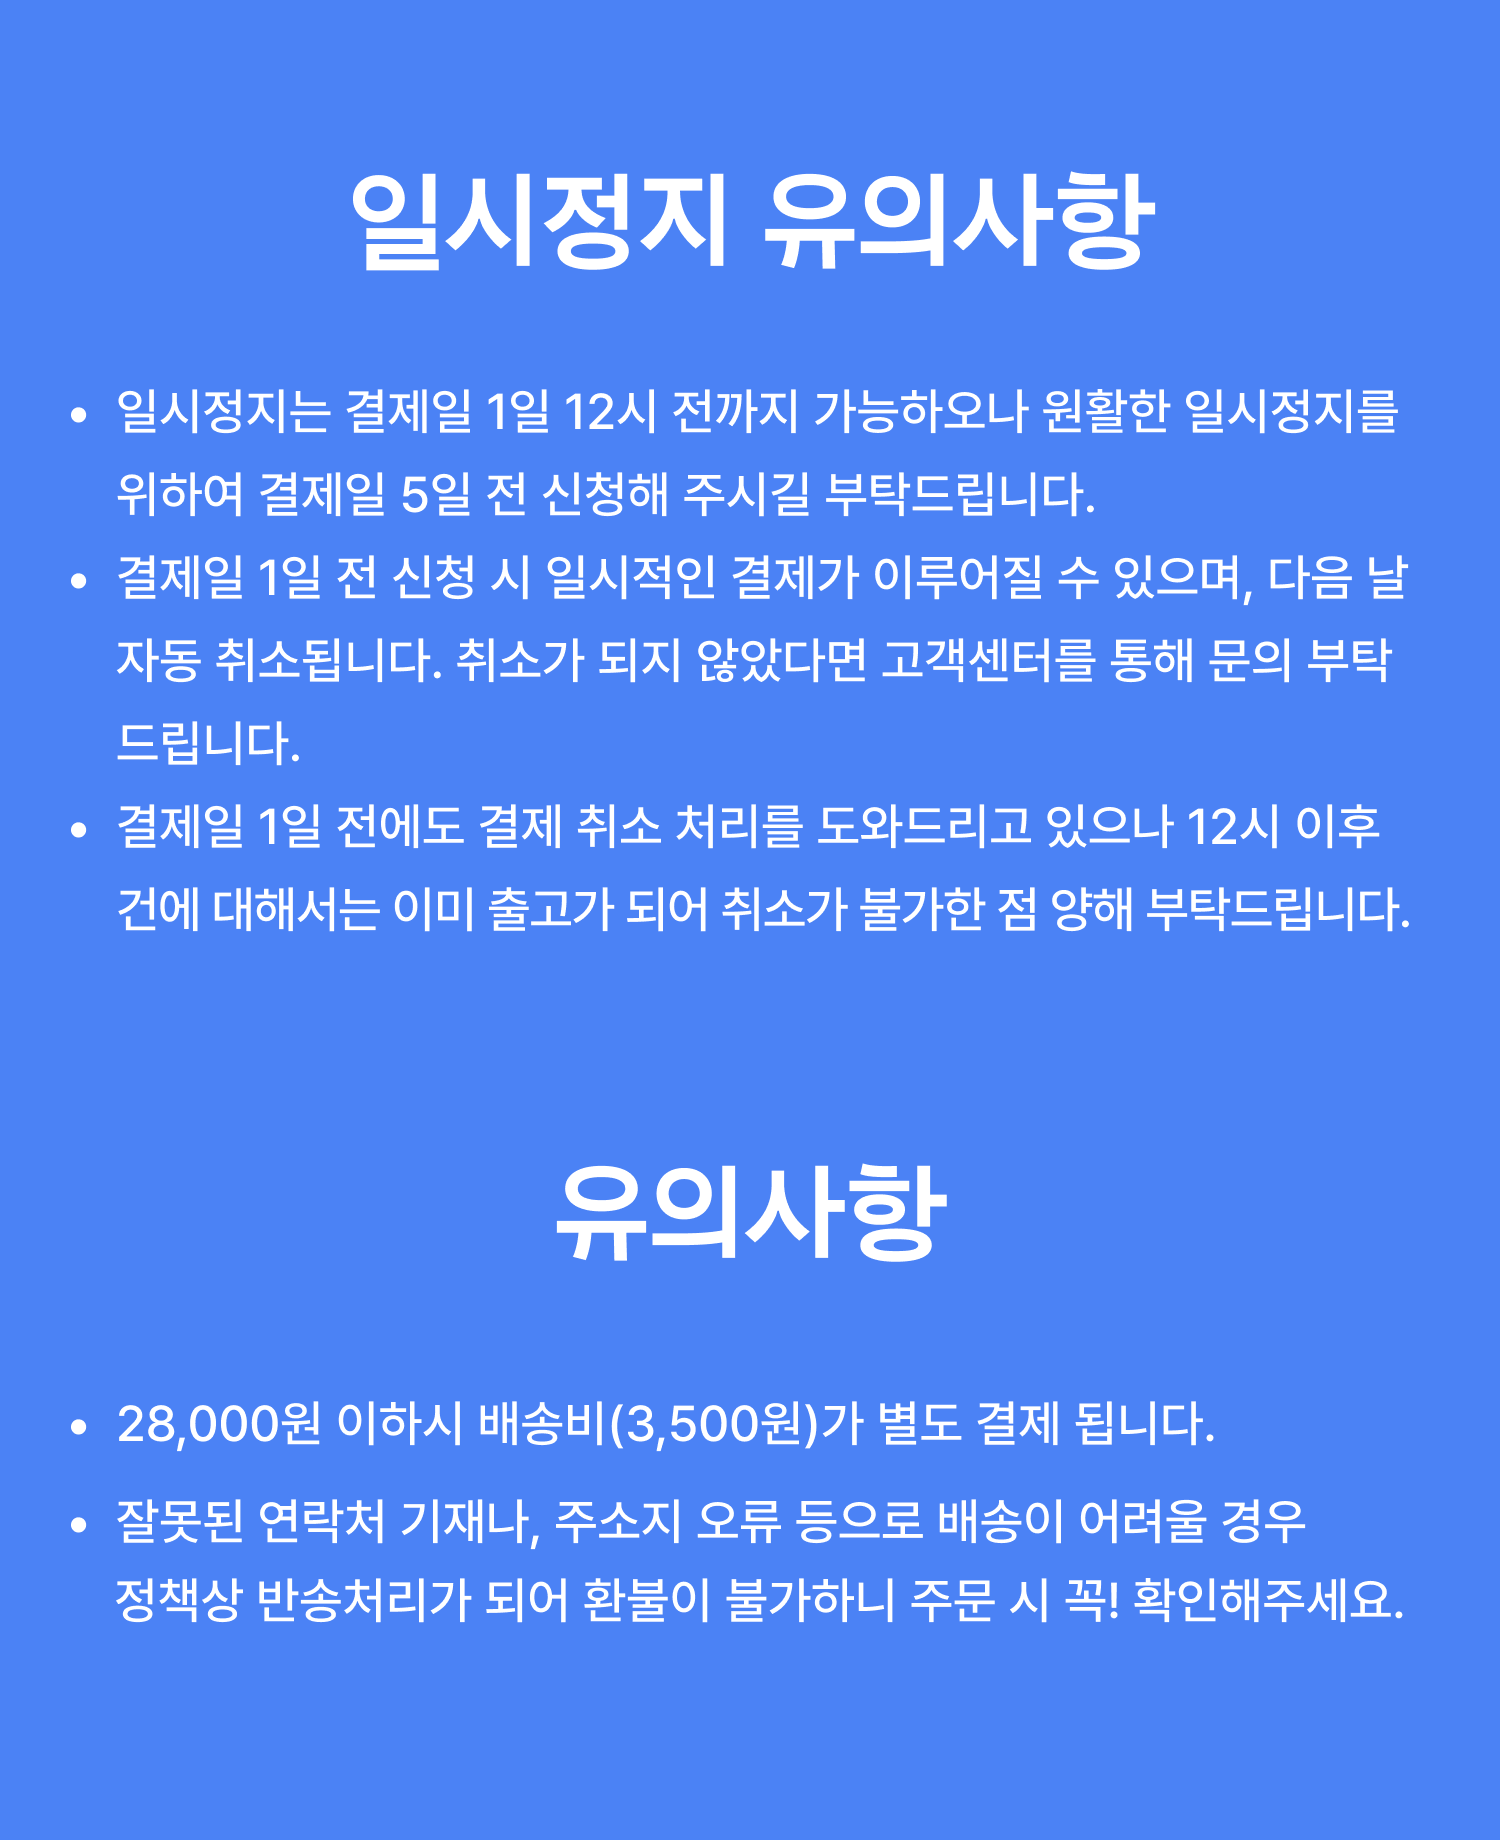 일시정지 유의사항
• 일시정지는 결제일 1일 12시 전까지 가능하오나 원활한 일시정지를
위하여 결제일 5일 전 신청해 주시길 부탁드립니다.
• 결제일 1일 전 신청 시 일시적인 결제가 이루어질 수 있으며, 다음 날
자동 취소됩니다. 취소가 되지 않았다면 고객센터를 통해 문의 부탁
드립니다.
• 결제일 1일 전에도 결제 취소 처리를 도와드리고 있으나 12시 이후
건에 대해서는 이미 출고가 되어 취소가 불가한 점 양해 부탁드립니다.
유의사항
• 28,000원 이하시 배송비(3,500원)가 별도 결제 됩니다.
• 잘못된 연락처 기재나, 주소지 오류 등으로 배송이 어려울 경우
정책상 반송처리가 되어 환불이 불가하니 주문 시 꼭! 확인해주세요.